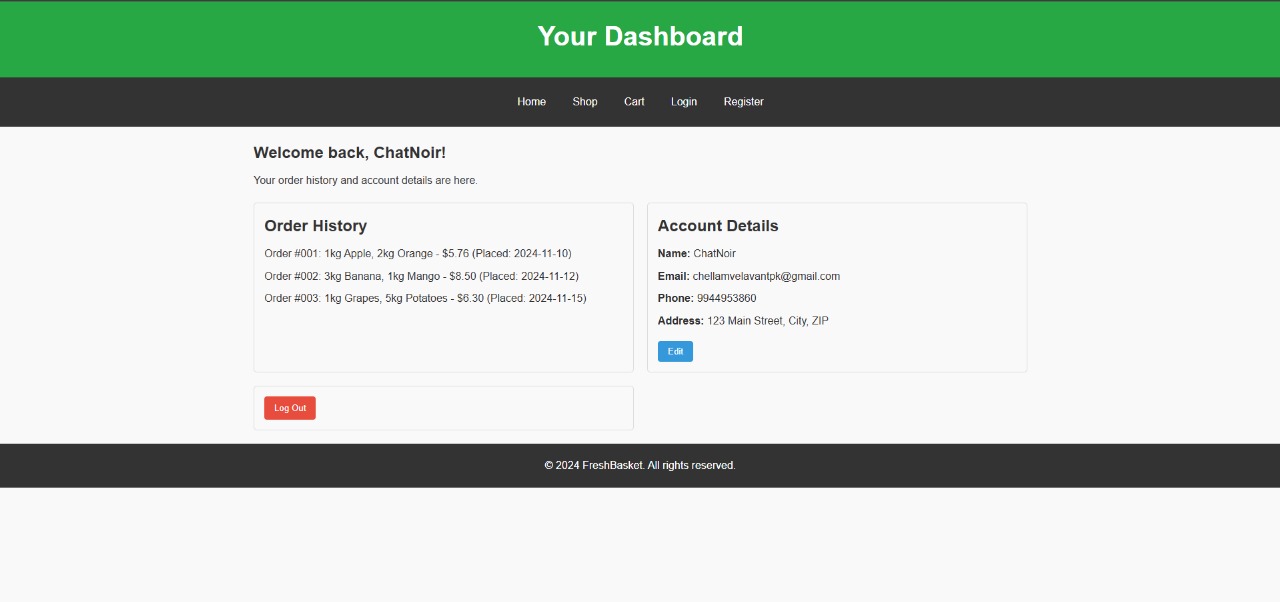 Your Dashboard
Home Shop Cart Login Register
Welcome back, ChatNoir!
Your order history and account details are here.
Order History
Order #001: 1kg Apple, 2kg Orange - $5.76 (Placed: 2024-11-10)
Order #002: 3kg Banana, 1kg Mango - $8.50 (Placed: 2024-11-12)
Order #003: 1kg Grapes, 5kg Potatoes - $6.30 (Placed: 2024-11-15)
Account Details
Name: ChatNoir
Email: chellamvelavantpk@gmail.com
Phone: 9944953860
Address: 123 Main Street, City, ZIP
Edit
Log Out
© 2024 FreshBasket. All rights reserved.